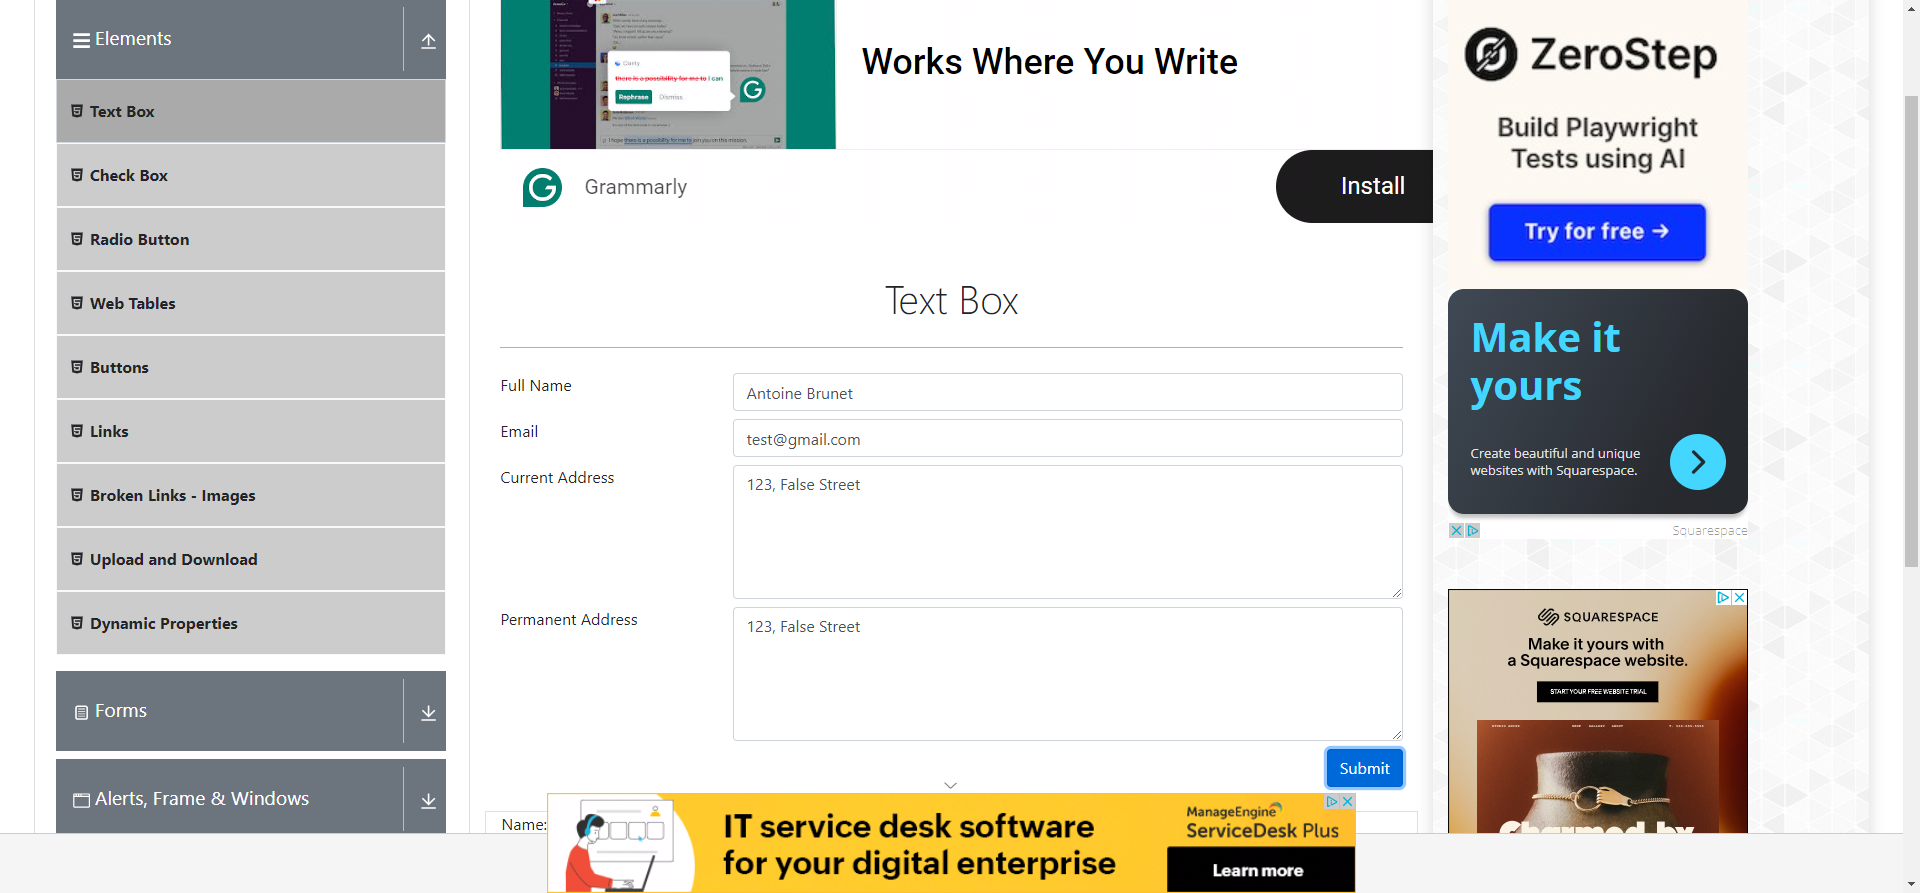 Elements
Text Box
Check Box
Radio Button
Web Tables
Buttons
Links
Broken Links - Images
Upload and Download
Dynamic Properties
Forms
Alerts, Frame & Windows
Clarity
there is a possibility for me to I can
Rephrase
Dismiss
Works Where You Write
Grammarly
Install
Text Box
Full Name
Antoine Brunet
Email
test@gmail.com
Current Address
123, False Street
Permanent Address
123, False Street
Submit
Name:
IT service desk software
for your digital enterprise
ManageEngine
ServiceDesk Plus
Learn more
ZeroStep
Build Playwright
Tests using AI
Try for free →
Make it
yours
Create beautiful and unique
websites with Squarespace.
Squarespace
SQUARESPACE
Make it yours with
a Squarespace website.
START YOUR FREE WEBSITE TRIAL
Charmed by